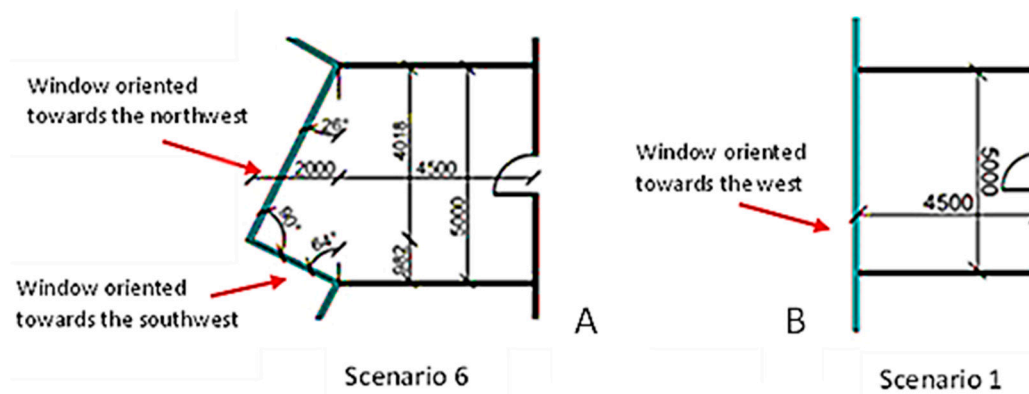 Window oriented
towards the northwest
26°
2000
4018
4500
5000
90°
64°
982
Window oriented
towards the southwest
A
Scenario 6
Window oriented
towards the west
5000
4500
B
Scenario 1